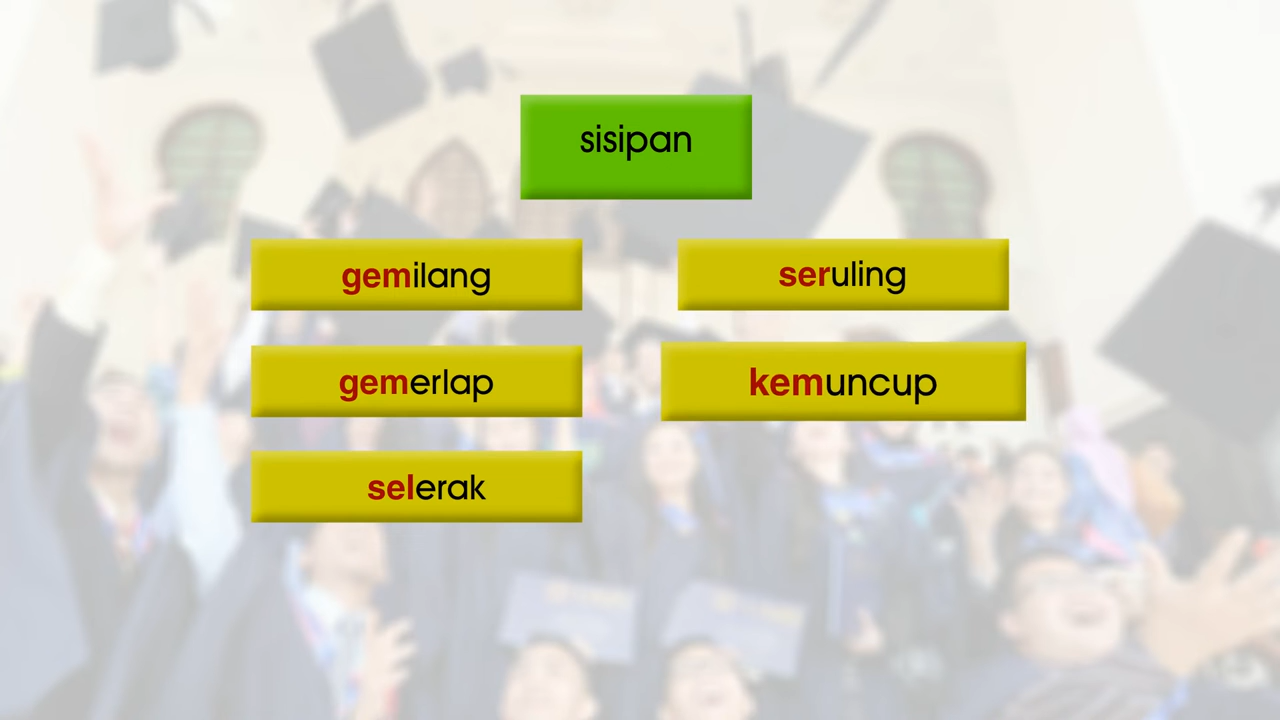 sisipan
gemilang
seruling
gemerlap
kemuncup
selerak